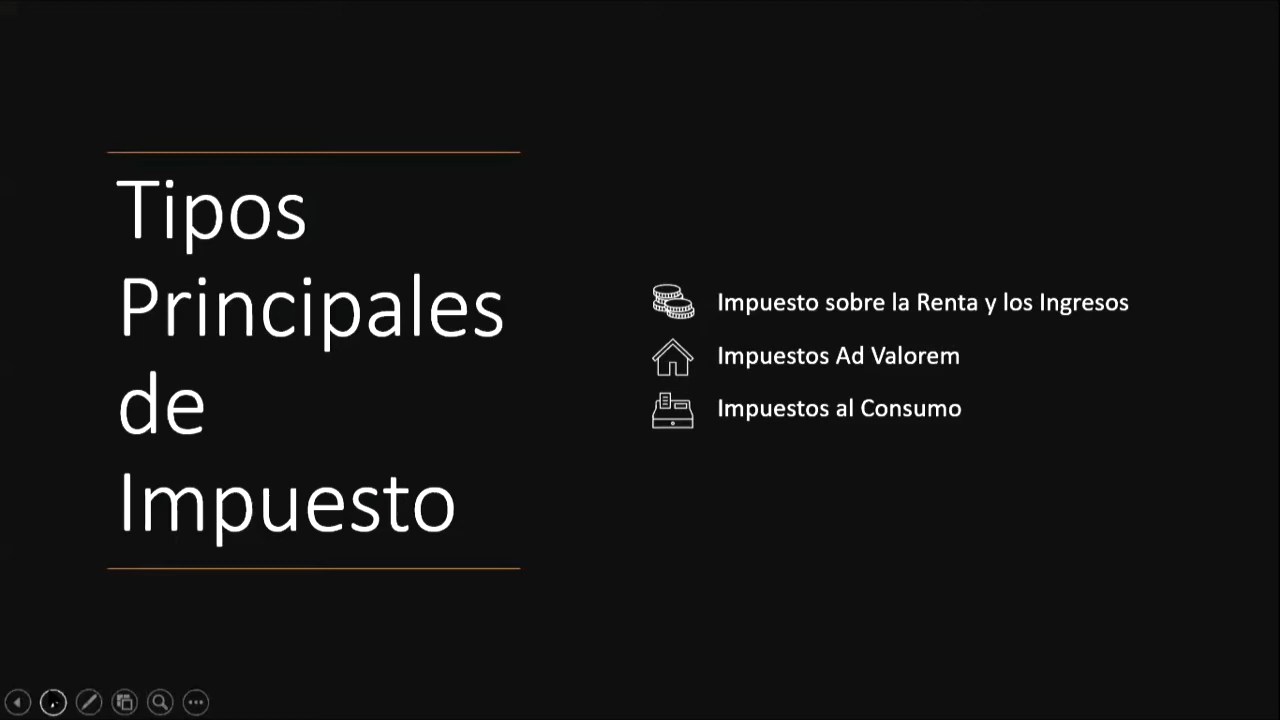 Tipos
Principales
de
Impuesto
Impuesto sobre la Renta y los Ingresos
Impuestos Ad Valorem
Impuestos al Consumo